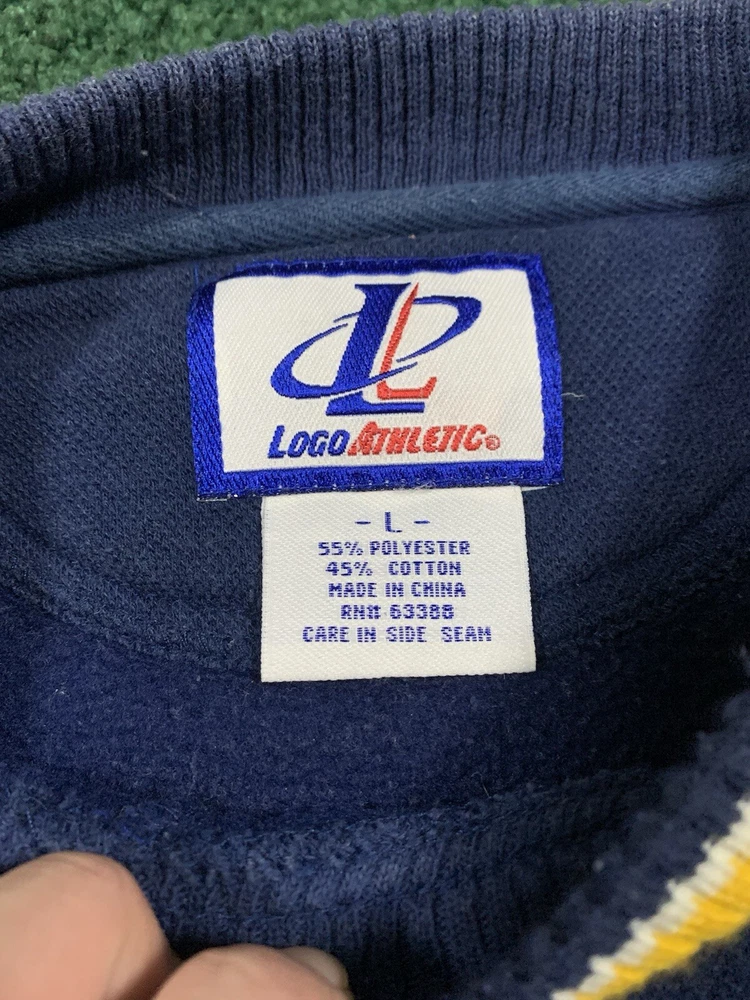 LOGO ATHLETIC®
- L -
55% POLYESTER
45% COTTON
MADE IN CHINA
RN# 63388
CARE IN SIDE SEAM